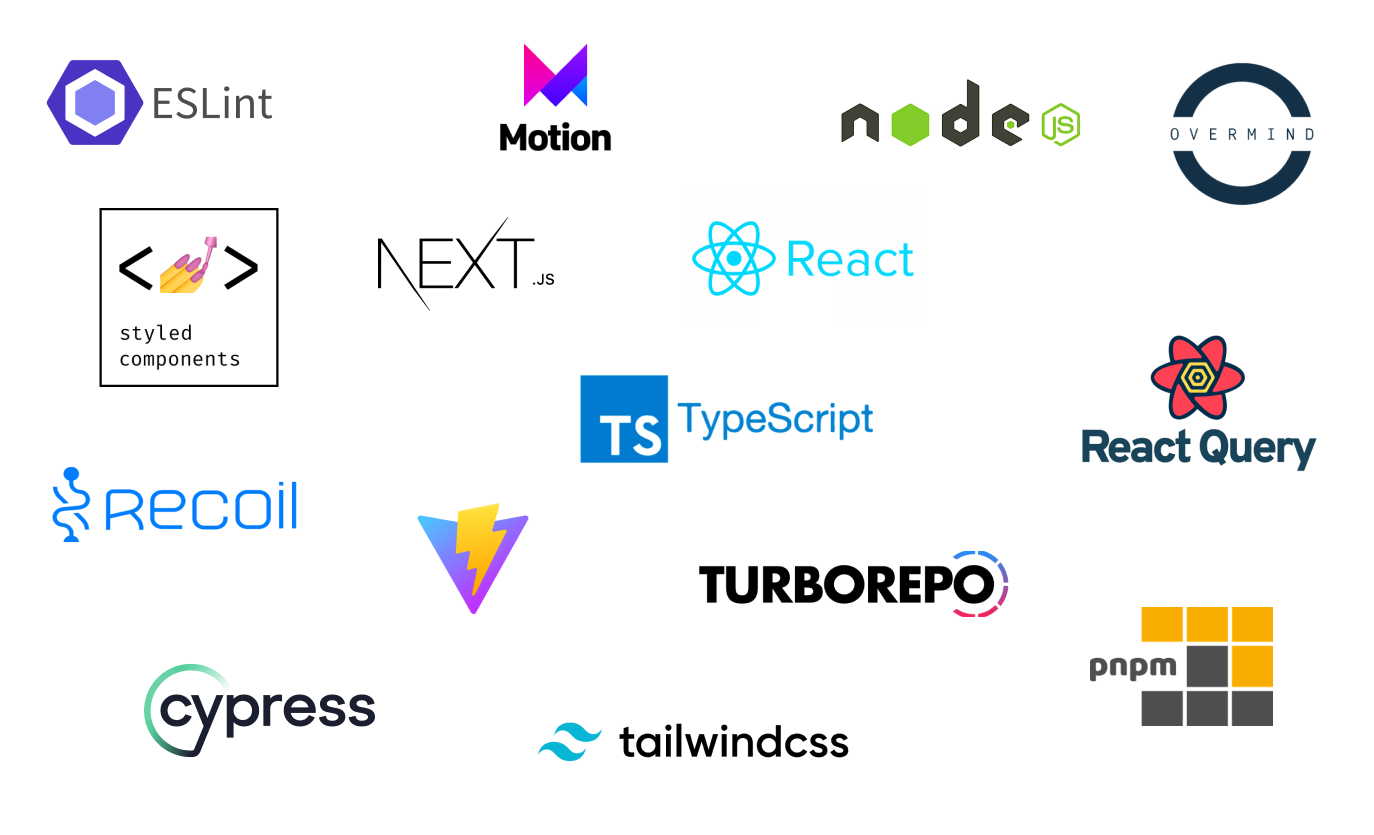 ESLint
Motion
node
JS
OVERMIND
styled
components
NEXT.JS
React
TS TypeScript
React Query
Recoil
TURBOREPO
pnpm
cypress
tailwindcss